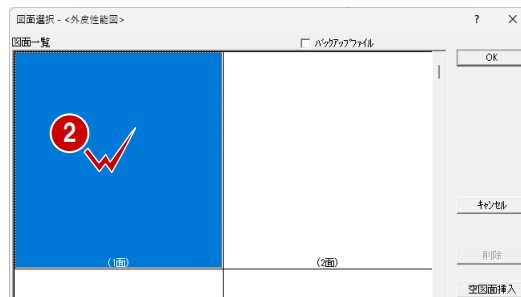 図面選択 - <外皮性能図>
? ×
図面一覧
バックアップファイル
OK
2
キャンセル
(1面)
(2面)
削除
空図面挿入